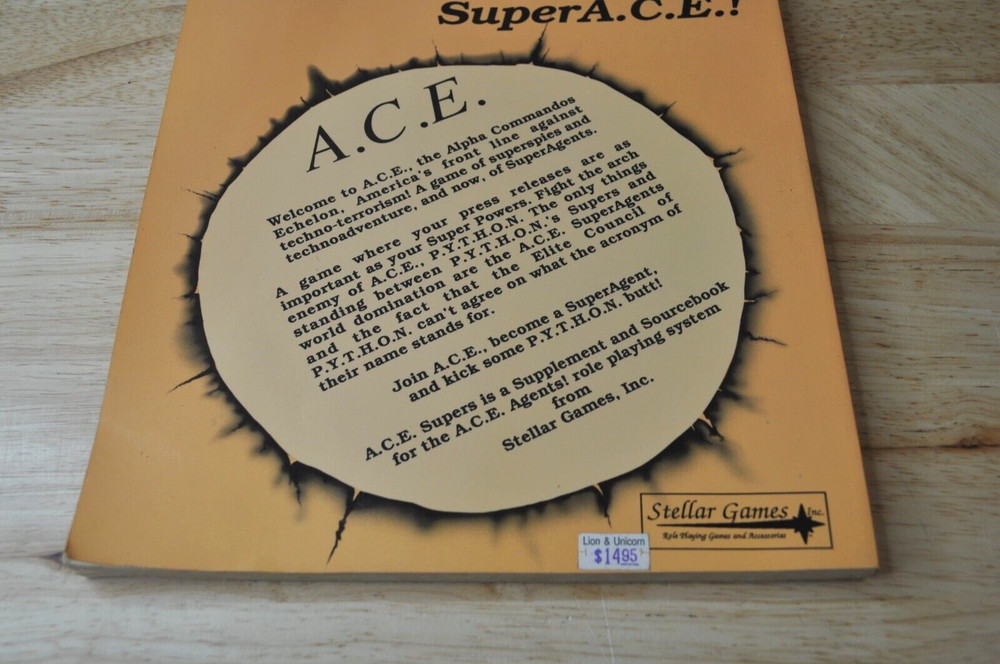 SuperA.C.E.!
A.C.E.
Welcome to A.C.E., the Alpha Commandos
Echelon, America's front line against
techno-terrorism! A game of superspies and
technoadventure, and now, of SuperAgents.
A game where your press releases are as
important as your Super Powers. Fight the arch
enemy of A.C.E., P.Y.T.H.O.N. The only things
standing between P.Y.T.H.O.N.'s Supers and
world domination are the A.C.E. SuperAgents
and the fact that the Elite Council of
P.Y.T.H.O.N. can't agree on what the acronym of
their name stands for.
Join A.C.E., become a SuperAgent,
and kick some P.Y.T.H.O.N. butt!
A.C.E. Supers is a Supplement and Sourcebook
for the A.C.E. Agents! role playing system
from
Stellar Games, Inc.
Stellar Games Inc.
Role Playing Games and Accessories
Lion & Unicorn
$14.95